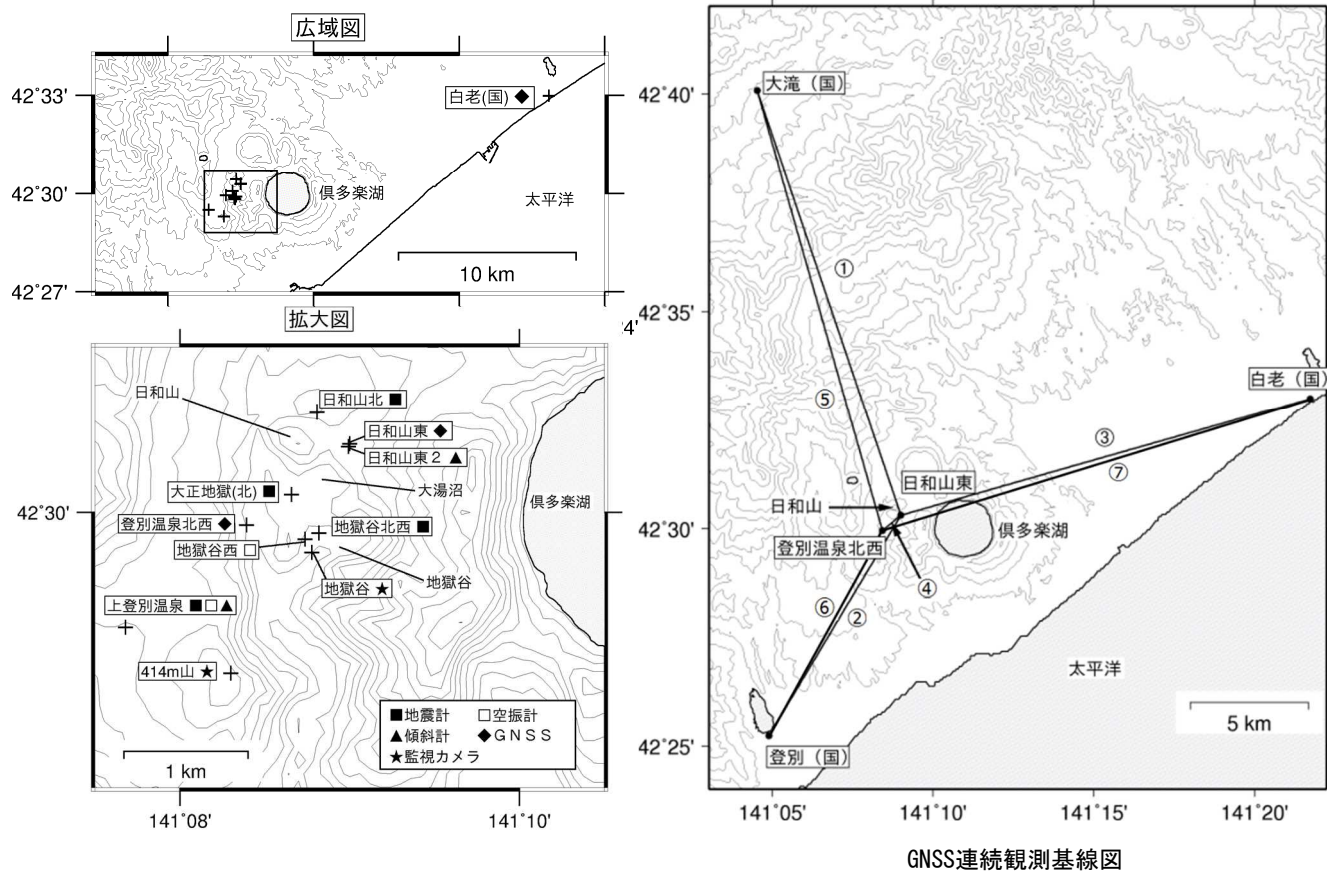 広域図
42°33'
42°30'
42°27'
白老(国)◆
倶多楽湖
太平洋
10 km
拡大図
4'
日和山
日和山北■
日和山東◆
日和山東2▲
大湯沼
大正地獄(北)■
倶多楽湖
42°30'
登別温泉北西◆
地獄谷北西■
地獄谷西□
地獄谷
地獄谷★
上登別温泉■□▲
414m山★
■地震計 □空振計
▲傾斜計 ◆GNSS
★監視カメラ
1 km
141°08'
141°10'
大滝(国)
42°40'
①
42°35'
白老(国)
⑤
③
⑦
日和山東
日和山
倶多楽湖
42°30'
登別温泉北西
④
⑥
②
太平洋
5 km
42°25'
登別(国)
141°05'
141°10'
141°15'
141°20'
GNSS連続観測基線図